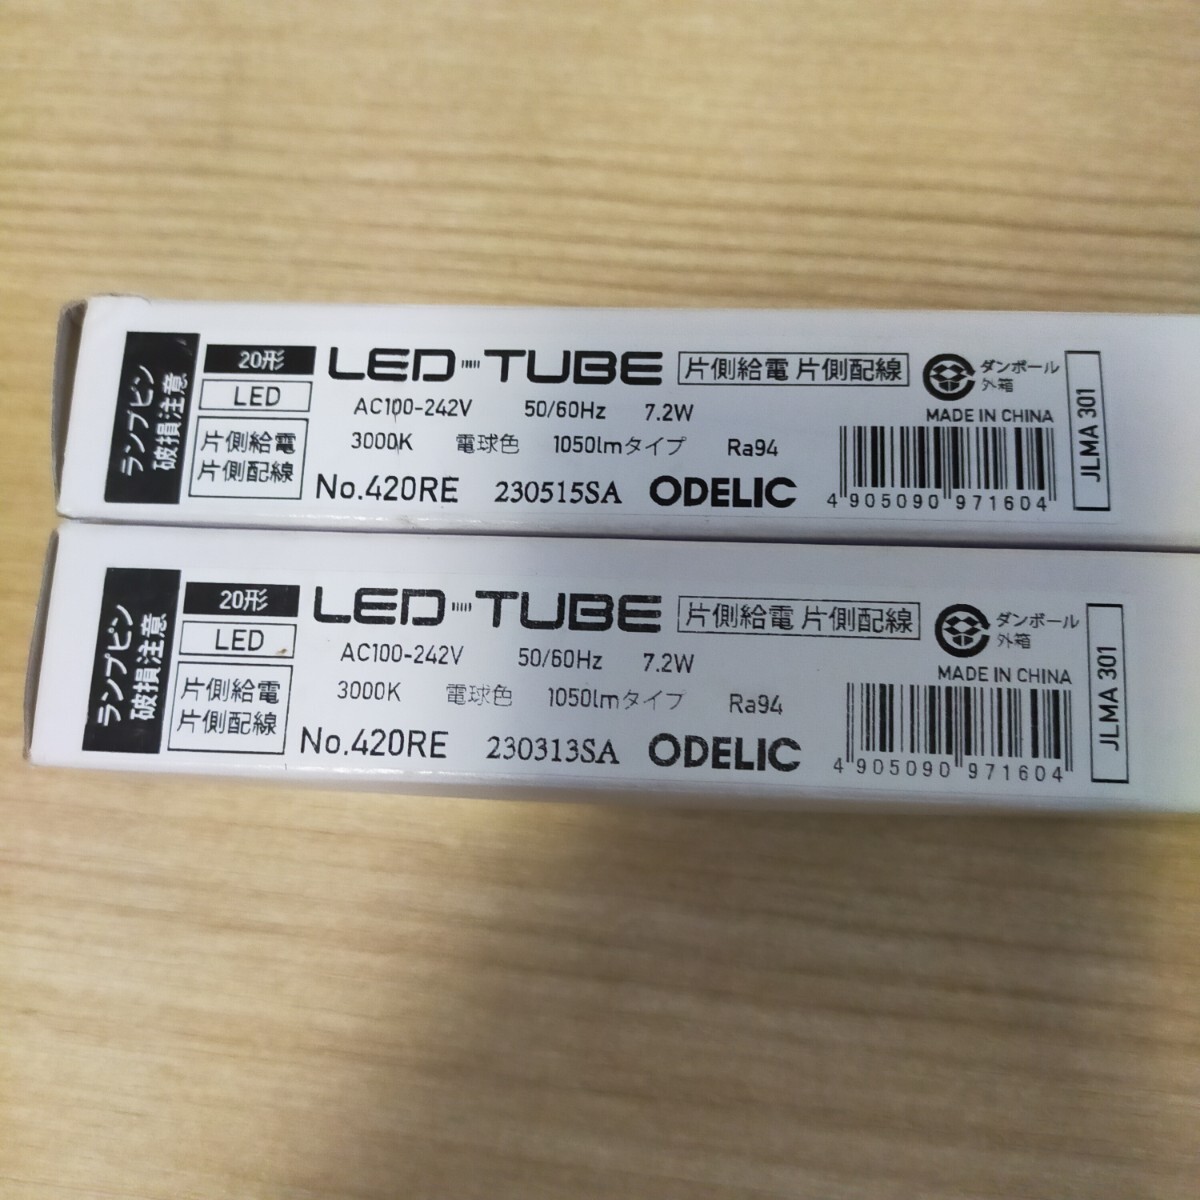 ランプピン
破損注意
20形
LED
片側給電
片側配線
LED TUBE 片側給電 片側配線
AC100-242V 50/60Hz 7.2W
3000K 電球色 1050lmタイプ Ra94
No.420RE 230515SA ODELIC
ダンボール
外箱
MADE IN CHINA
4 905090 971604
JLMA 301
ランプピン
破損注意
20形
LED
片側給電
片側配線
LED TUBE 片側給電 片側配線
AC100-242V 50/60Hz 7.2W
3000K 電球色 1050lmタイプ Ra94
No.420RE 230313SA ODELIC
ダンボール
外箱
MADE IN CHINA
4 905090 971604
JLMA 301